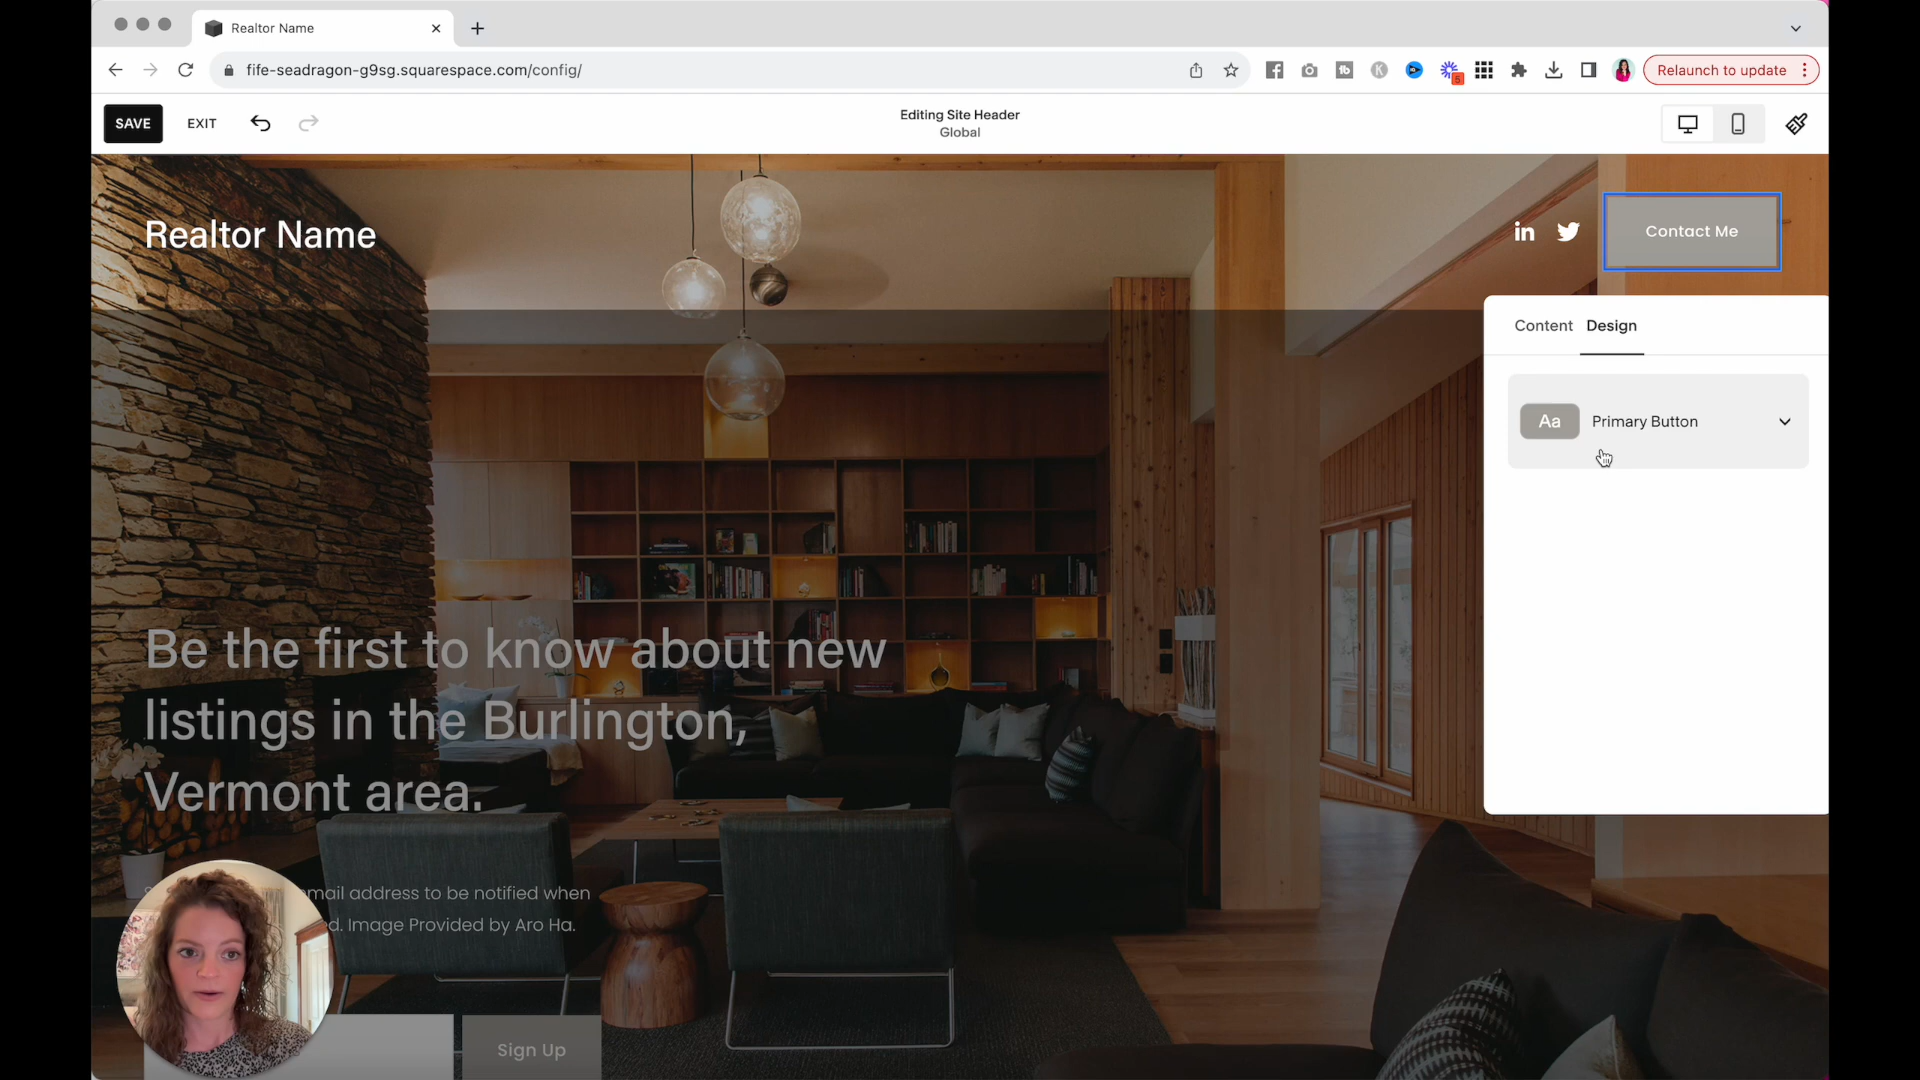 Realtor Name
fife-seadragon-g9sg.squarespace.com/config/
5
Relaunch to update
SAVE
EXIT
Editing Site Header
Global
Realtor Name
in
Contact Me
Content
Design
Aa
Primary Button
Be the first to know about new
listings in the Burlington,
Vermont area.
mail address to be notified when
d. Image Provided by Aro Ha.
Sign Up